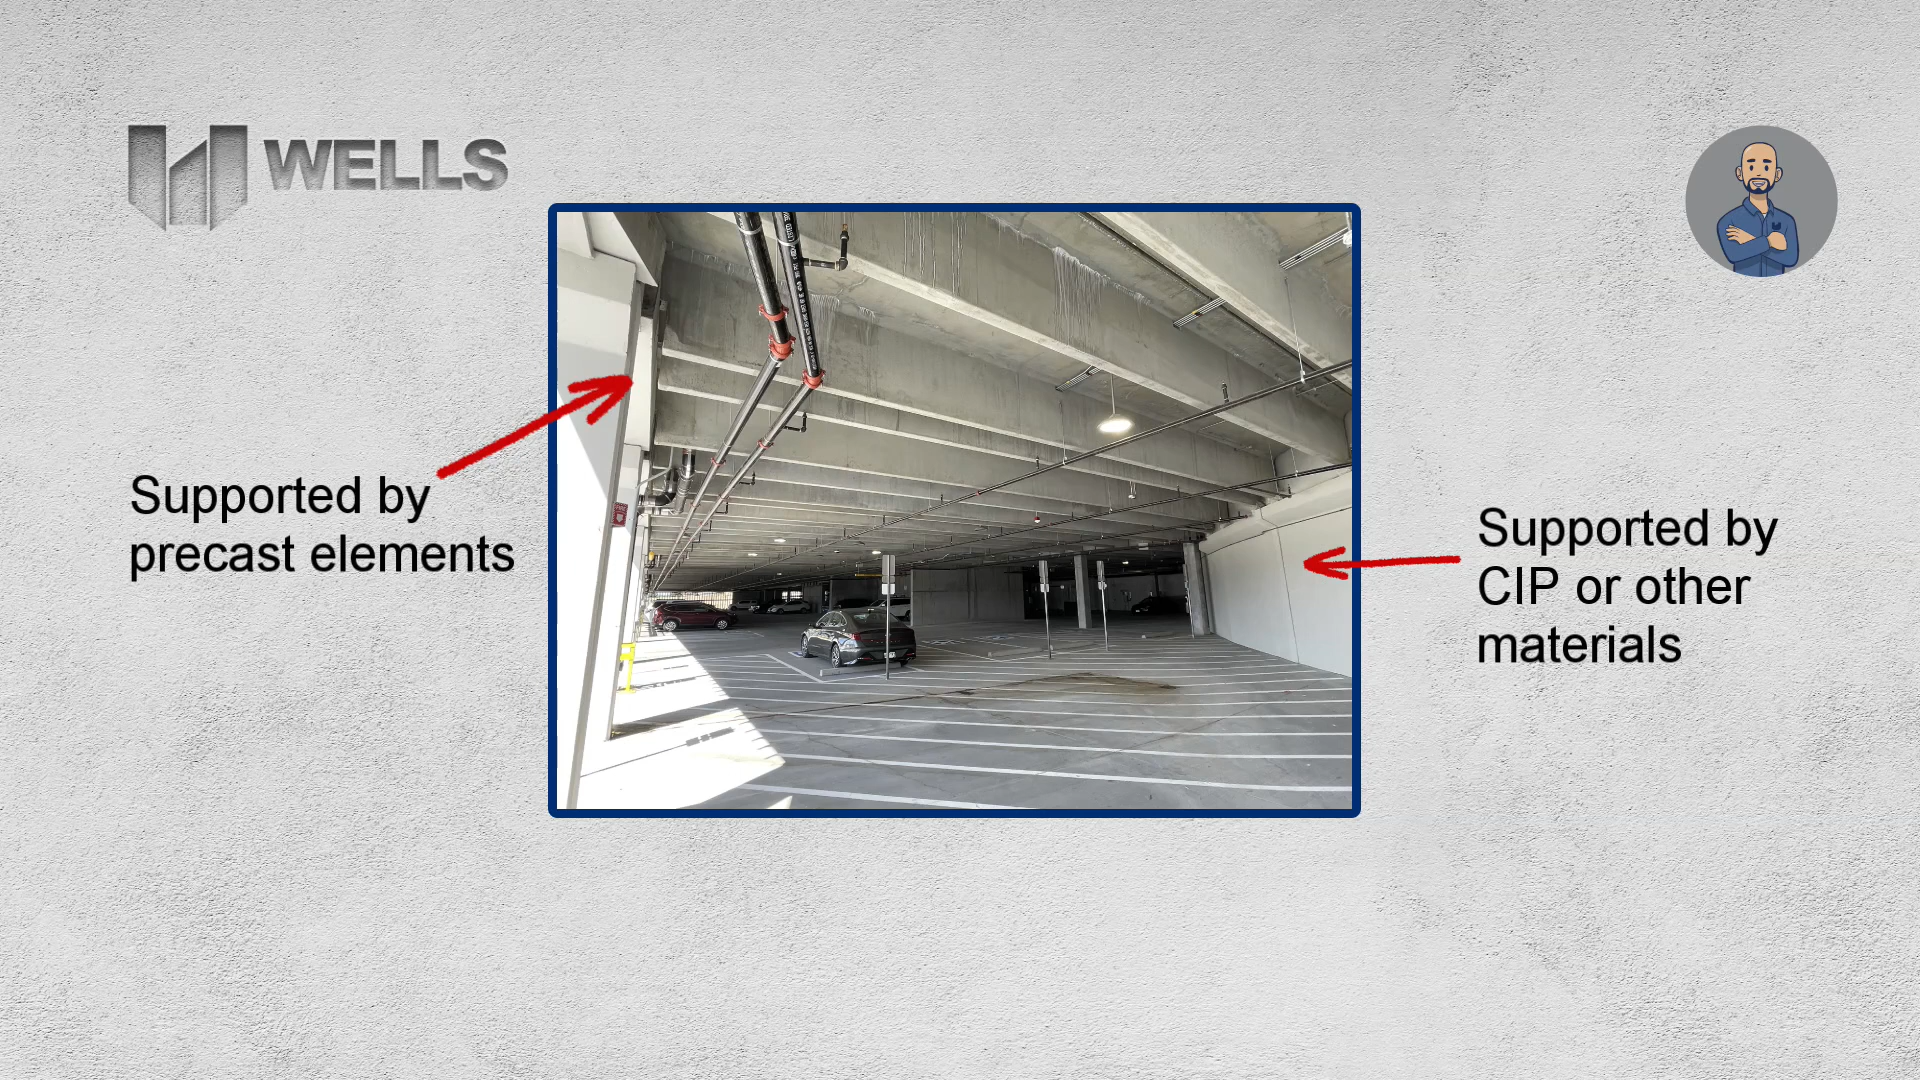 WELLS
Supported by
precast elements
Supported by
CIP or other
materials